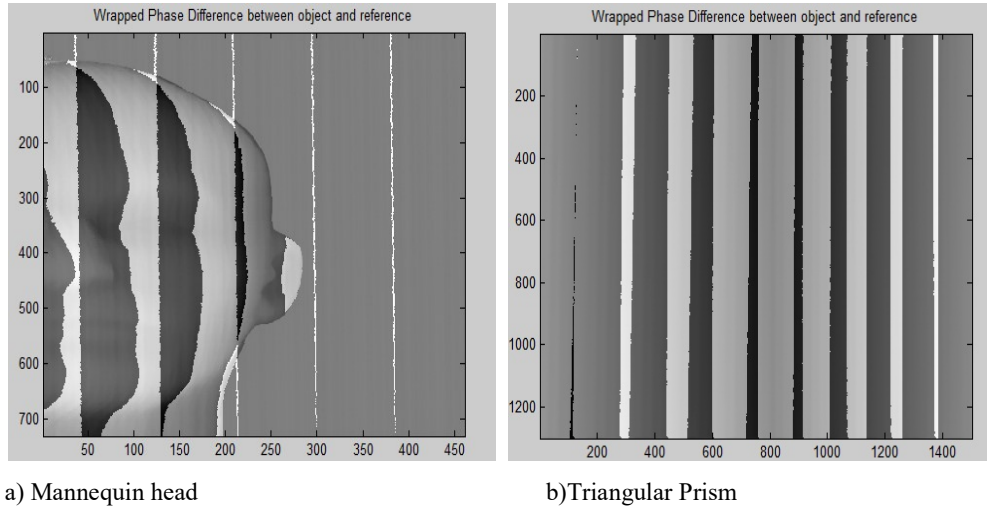 Wrapped Phase Difference between object and reference
100
200
300
400
500
600
700
50 100 150 200 250 300 350 400 450
Wrapped Phase Difference between object and reference
200
400
600
800
1000
1200
200 400 600 800 1000 1200 1400
a) Mannequin head
b)Triangular Prism